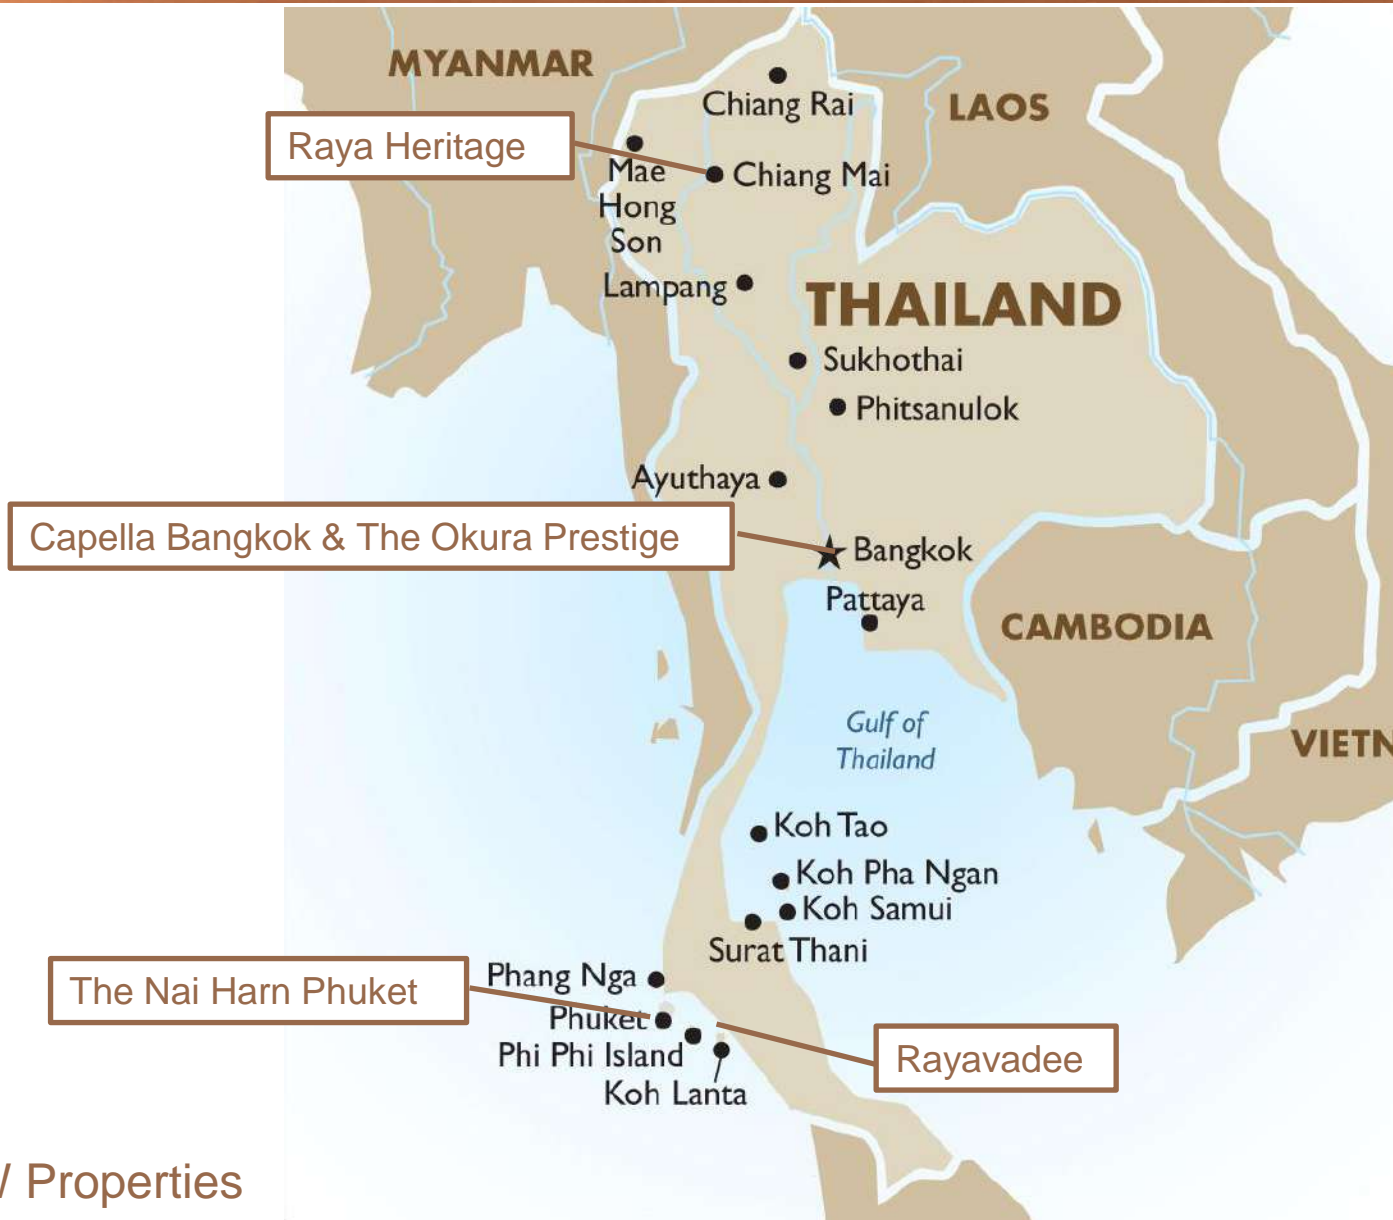 MYANMAR
Chiang Rai
LAOS
Raya Heritage
Mae
Hong
Son
Chiang Mai
Lampang
THAILAND
Sukhothai
Phitsanulok
Ayuthaya
Capella Bangkok & The Okura Prestige
Bangkok
Pattaya
CAMBODIA
Gulf of
Thailand
VIETN
Koh Tao
Koh Pha Ngan
Koh Samui
Surat Thani
Phang Nga
The Nai Harn Phuket
Phuket
Phi Phi Island
Rayavadee
Koh Lanta
/ Properties